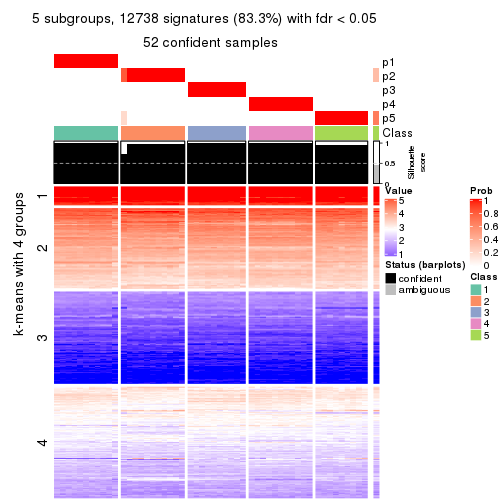 5 subgroups, 12738 signatures (83.3%) with fdr < 0.05
52 confident samples
p1
p2
p3
p4
p5
Class
1
0.5
0
Silhouette
score
k-means with 4 groups
1
2
3
4
Value
5
4
3
2
1
Status (barplots)
confident
ambiguous
Prob
1
0.8
0.6
0.4
0.2
0
Class
1
2
3
4
5